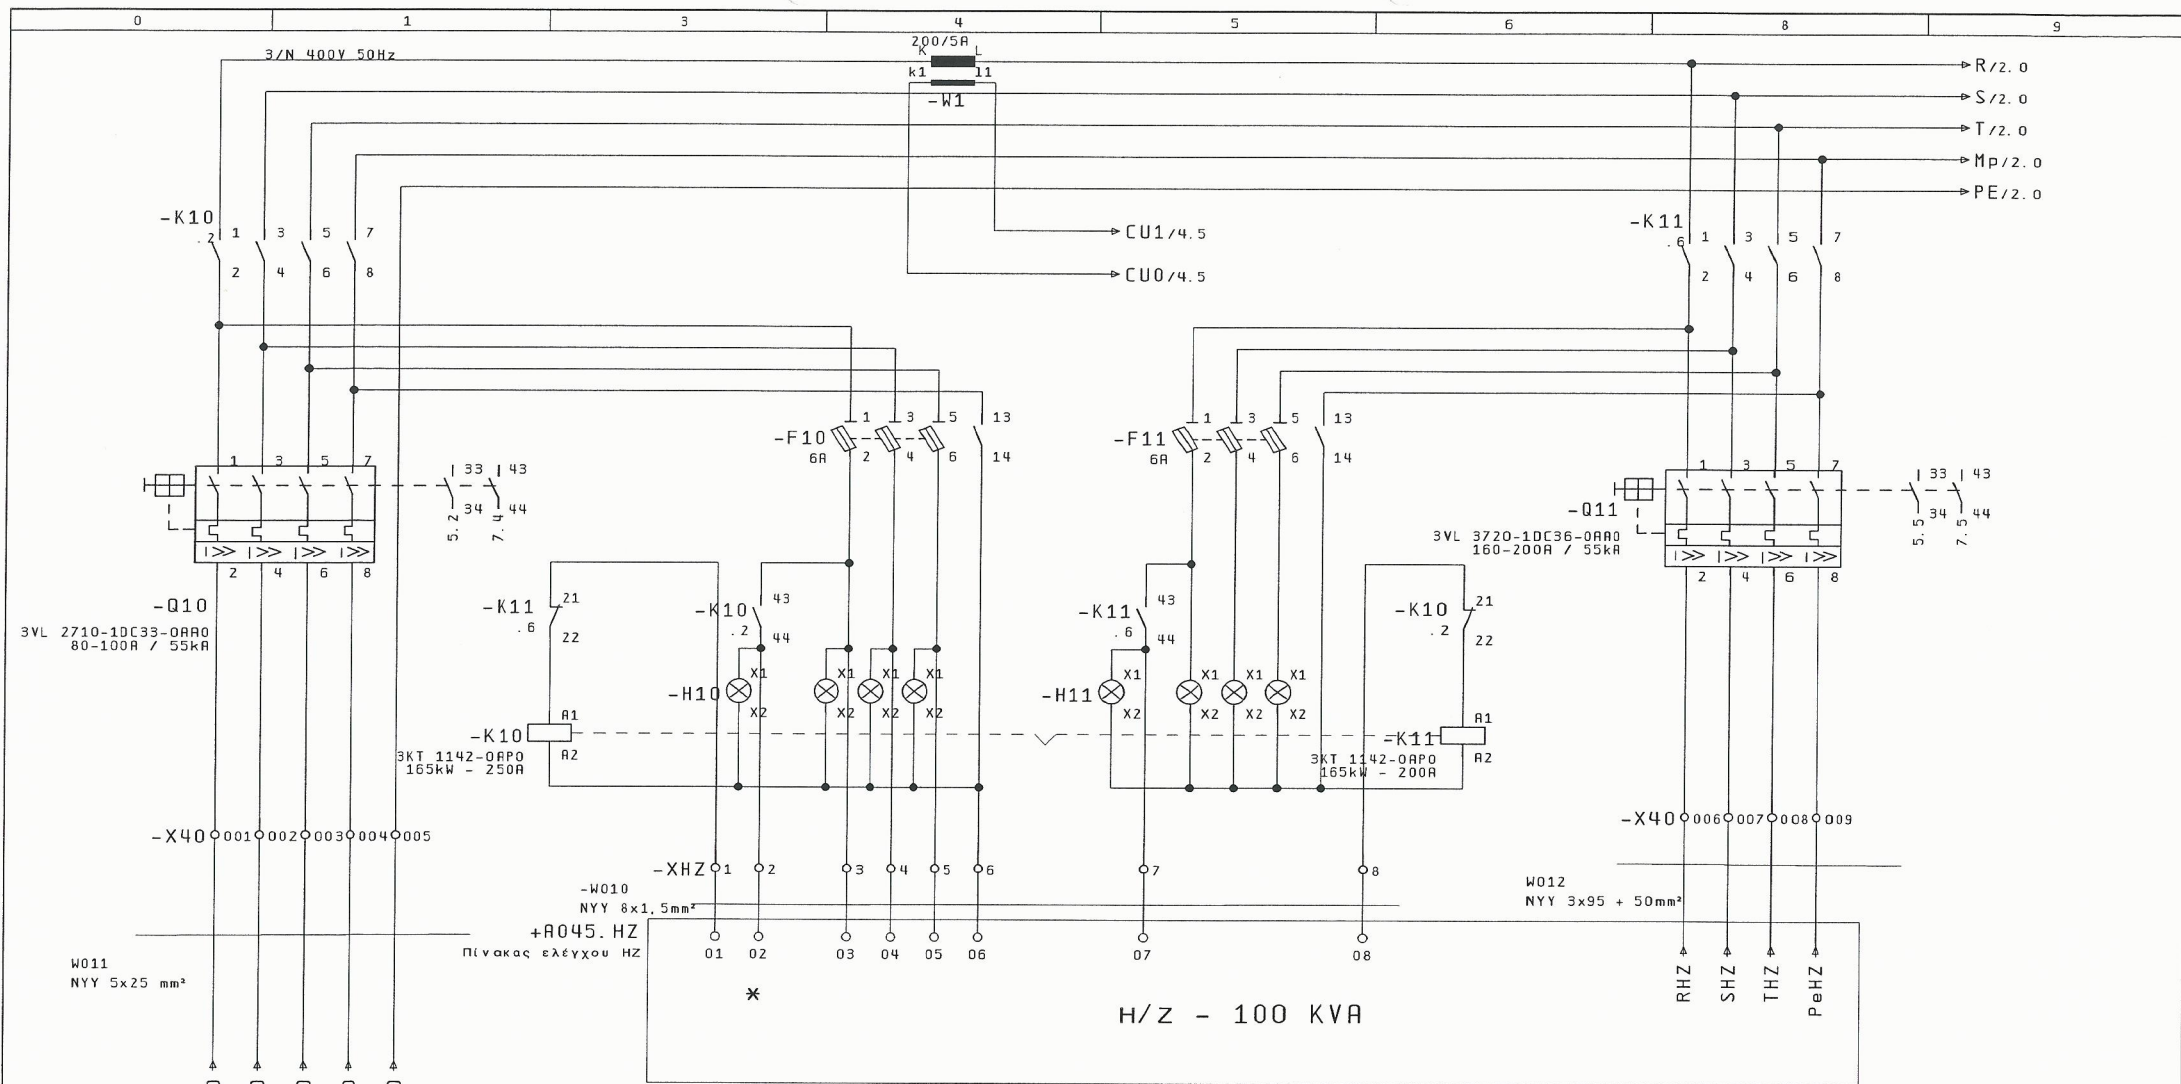 0 1 3 4 5 6 8 9
3/N 400V 50Hz
200/5A
K L
k1 l1
-W1
R/2.0
S/2.0
T/2.0
Mp/2.0
PE/2.0
CU1/4.5
CU0/4.5
-K10
.2
1 3 5 7
2 4 6 8
-K11
.6
1 3 5 7
2 4 6 8
-F10
6A
1 3 5 13
2 4 6 14
-F11
6A
1 3 5 13
2 4 6 14
1 3 5 7
33 43
34 44
5.2 7.4
2 4 6 8
-Q10
3VL 2710-1DC33-0AA0
80-100A / 55kA
-Q11
3VL 3720-1DC36-0AA0
160-200A / 55kA
1 3 5 7
33 43
34 44
5.5 7.5
2 4 6 8
-K11
.6
21
22
-K10
.2
43
44
-K11
.6
43
44
-K10
.2
21
22
-H10
X1 X1 X1 X1
X2 X2 X2 X2
-H11
X1 X1 X1 X1
X2 X2 X2 X2
-K10
A1
A2
3KT 1142-0AP0
165kW - 250A
-K11
A1
A2
3KT 1142-0AP0
165kW - 200A
-X40 001 002 003 004 005
-X40 006 007 008 009
-XHZ 1 2 3 4 5 6 7 8
-W010
NYY 8x1,5mm²
W012
NYY 3x95 + 50mm²
+A045.HZ
Πίνακας ελέγχου ΗΖ
01 02 03 04 05 06 07 08
*
W011
NYY 5x25 mm²
H/Z - 100 KVA
RHZ
SHZ
THZ
PeHZ